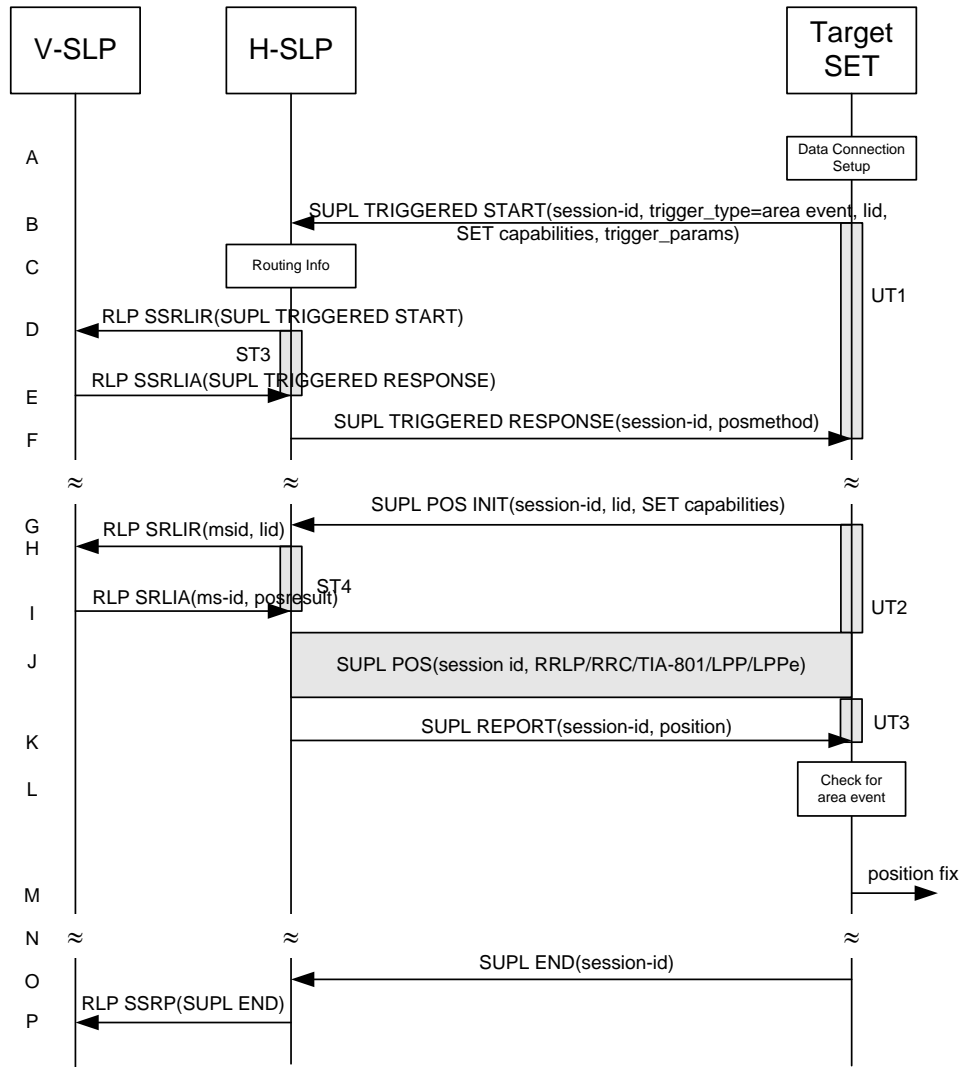 V-SLP
H-SLP
Target
SET
A
Data Connection
Setup
B
SUPL TRIGGERED START(session-id, trigger_type=area event, lid,
SET capabilities, trigger_params)
C
Routing Info
UT1
D
RLP SSRLIR(SUPL TRIGGERED START)
ST3
E
RLP SSRLIA(SUPL TRIGGERED RESPONSE)
F
SUPL TRIGGERED RESPONSE(session-id, posmethod)
≈ ≈ ≈
G
SUPL POS INIT(session-id, lid, SET capabilities)
H
RLP SRLIR(msid, lid)
ST4
I
RLP SRLIA(ms-id, posresult)
UT2
J
SUPL POS(session id, RRLP/RRC/TIA-801/LPP/LPPe)
K
SUPL REPORT(session-id, position)
UT3
L
Check for
area event
M
position fix
N
≈ ≈ ≈
O
SUPL END(session-id)
P
RLP SSRP(SUPL END)